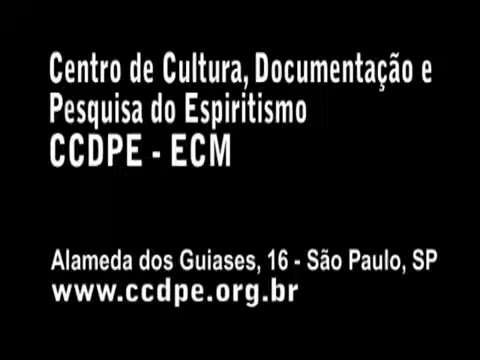 Centro de Cultura, Documentação e
Pesquisa do Espiritismo
CCDPE - ECM
Alameda dos Guiases, 16 - São Paulo, SP
www.ccdpe.org.br